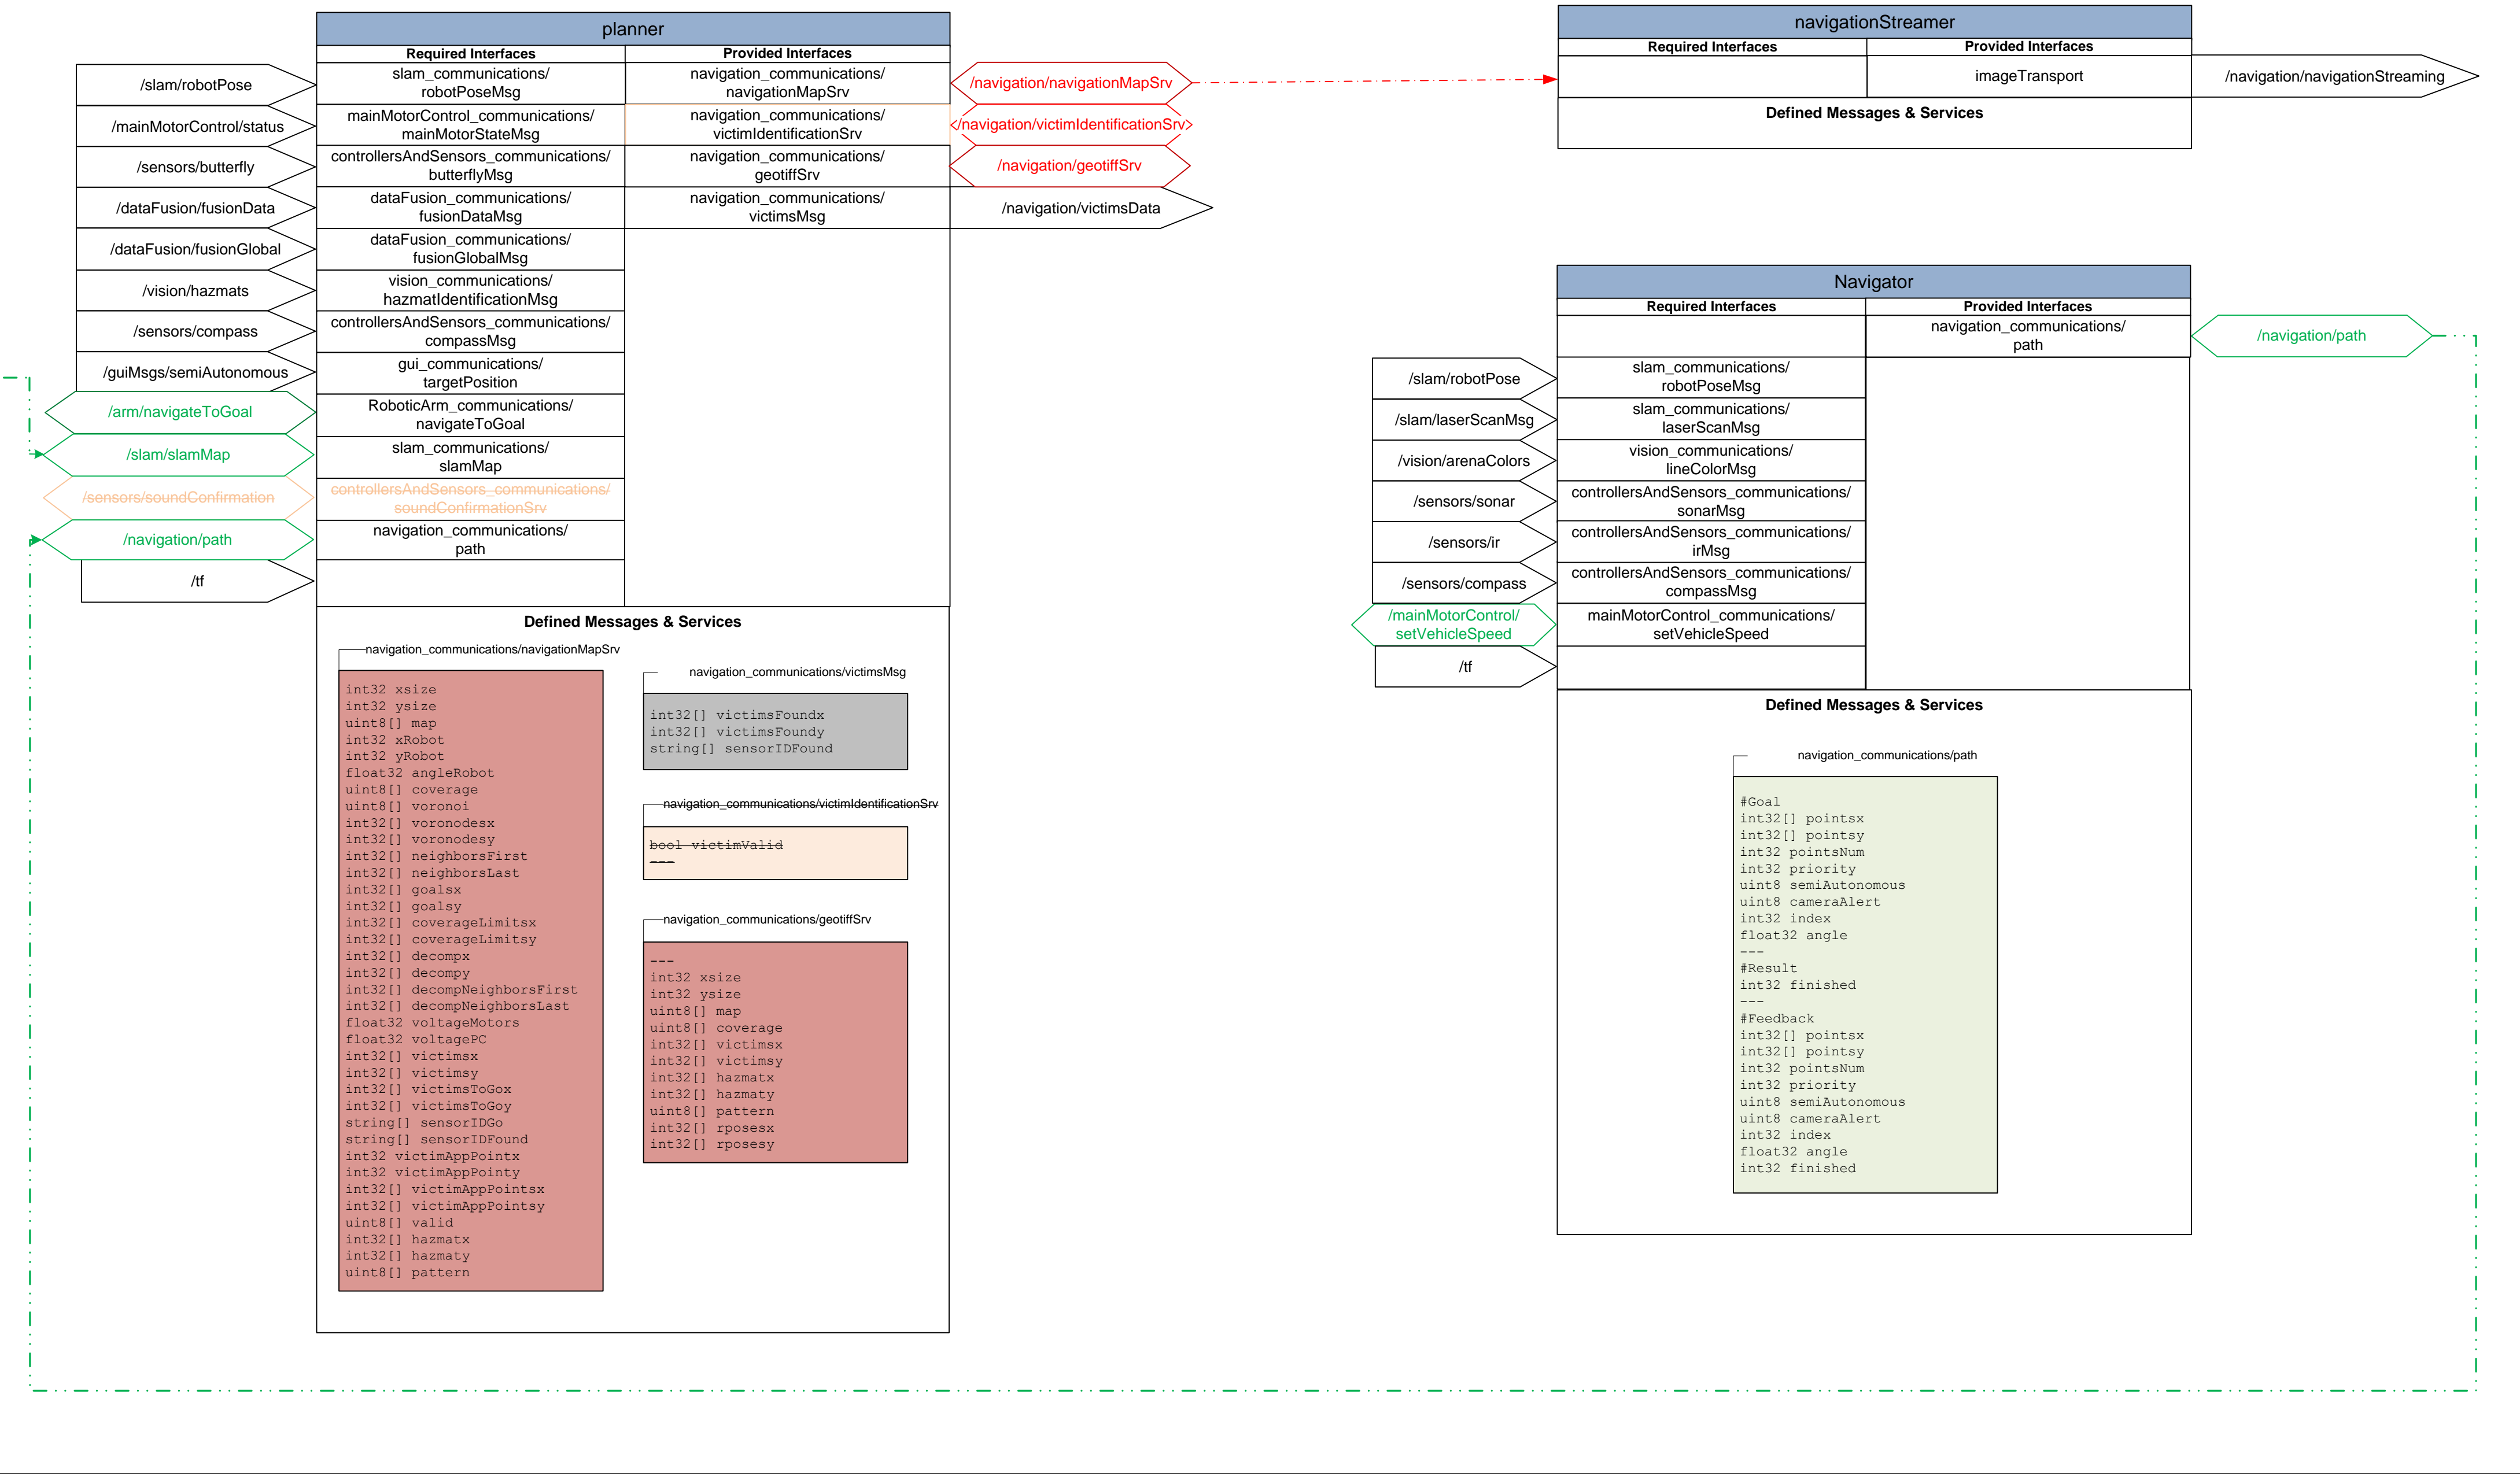 planner
Required Interfaces
Provided Interfaces
/slam/robotPose
slam_communications/
robotPoseMsg
navigation_communications/
navigationMapSrv
/navigation/navigationMapSrv
/mainMotorControl/status
mainMotorControl_communications/
mainMotorStateMsg
navigation_communications/
victimIdentificationSrv
/navigation/victimIdentificationSrv
/sensors/butterfly
controllersAndSensors_communications/
butterflyMsg
navigation_communications/
geotiffSrv
/navigation/geotiffSrv
/dataFusion/fusionData
dataFusion_communications/
fusionDataMsg
navigation_communications/
victimsMsg
/navigation/victimsData
/dataFusion/fusionGlobal
dataFusion_communications/
fusionGlobalMsg
/vision/hazmats
vision_communications/
hazmatIdentificationMsg
/sensors/compass
controllersAndSensors_communications/
compassMsg
/guiMsgs/semiAutonomous
gui_communications/
targetPosition
/arm/navigateToGoal
RoboticArm_communications/
navigateToGoal
/slam/slamMap
slam_communications/
slamMap
/sensors/soundConfirmation
controllersAndSensors_communications/
soundConfirmationSrv
/navigation/path
navigation_communications/
path
/tf
Defined Messages & Services
navigation_communications/navigationMapSrv
int32 xsize
int32 ysize
uint8[] map
int32 xRobot
int32 yRobot
float32 angleRobot
uint8[] coverage
uint8[] voronoi
int32[] voronodesx
int32[] voronodesy
int32[] neighborsFirst
int32[] neighborsLast
int32[] goalsx
int32[] goalsy
int32[] coverageLimitsx
int32[] coverageLimitsy
int32[] decompx
int32[] decompy
int32[] decompNeighborsFirst
int32[] decompNeighborsLast
float32 voltageMotors
float32 voltagePC
int32[] victimsx
int32[] victimsy
int32[] victimsToGox
int32[] victimsToGoy
string[] sensorIDGo
string[] sensorIDFound
int32 victimAppPointx
int32 victimAppPointy
int32[] victimAppPointsx
int32[] victimAppPointsy
uint8[] valid
int32[] hazmatx
int32[] hazmaty
uint8[] pattern
navigation_communications/victimsMsg
int32[] victimsFoundx
int32[] victimsFoundy
string[] sensorIDFound
navigation_communications/victimIdentificationSrv
bool victimValid
---
navigation_communications/geotiffSrv
---
int32 xsize
int32 ysize
uint8[] map
uint8[] coverage
int32[] victimsx
int32[] victimsy
int32[] hazmatx
int32[] hazmaty
uint8[] pattern
int32[] rposesx
int32[] rposesy
navigationStreamer
Required Interfaces
Provided Interfaces
imageTransport
/navigation/navigationStreaming
Defined Messages & Services
Navigator
Required Interfaces
Provided Interfaces
navigation_communications/
path
/navigation/path
/slam/robotPose
slam_communications/
robotPoseMsg
/slam/laserScanMsg
slam_communications/
laserScanMsg
/vision/arenaColors
vision_communications/
lineColorMsg
/sensors/sonar
controllersAndSensors_communications/
sonarMsg
/sensors/ir
controllersAndSensors_communications/
irMsg
/sensors/compass
controllersAndSensors_communications/
compassMsg
/mainMotorControl/
setVehicleSpeed
mainMotorControl_communications/
setVehicleSpeed
/tf
Defined Messages & Services
navigation_communications/path
#Goal
int32[] pointsx
int32[] pointsy
int32 pointsNum
int32 priority
uint8 semiAutonomous
uint8 cameraAlert
int32 index
float32 angle
---
#Result
int32 finished
---
#Feedback
int32[] pointsx
int32[] pointsy
int32 pointsNum
int32 priority
uint8 semiAutonomous
uint8 cameraAlert
int32 index
float32 angle
int32 finished